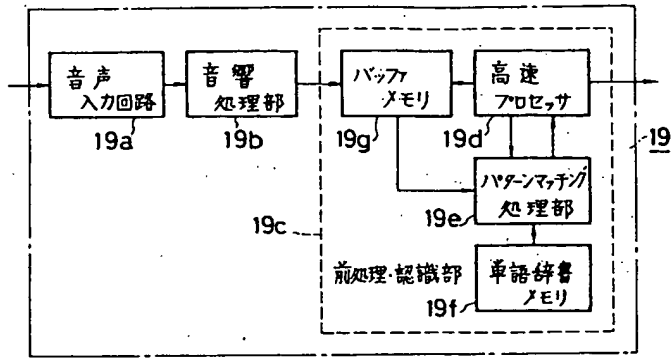 音声
入力回路
19a
音響
処理部
19b
バッファ
メモリ
19g
高速
プロセッサ
19d
19
パターンマッチング
処理部
19e
19c
前処理・認識部
単語辞書
メモリ
19f